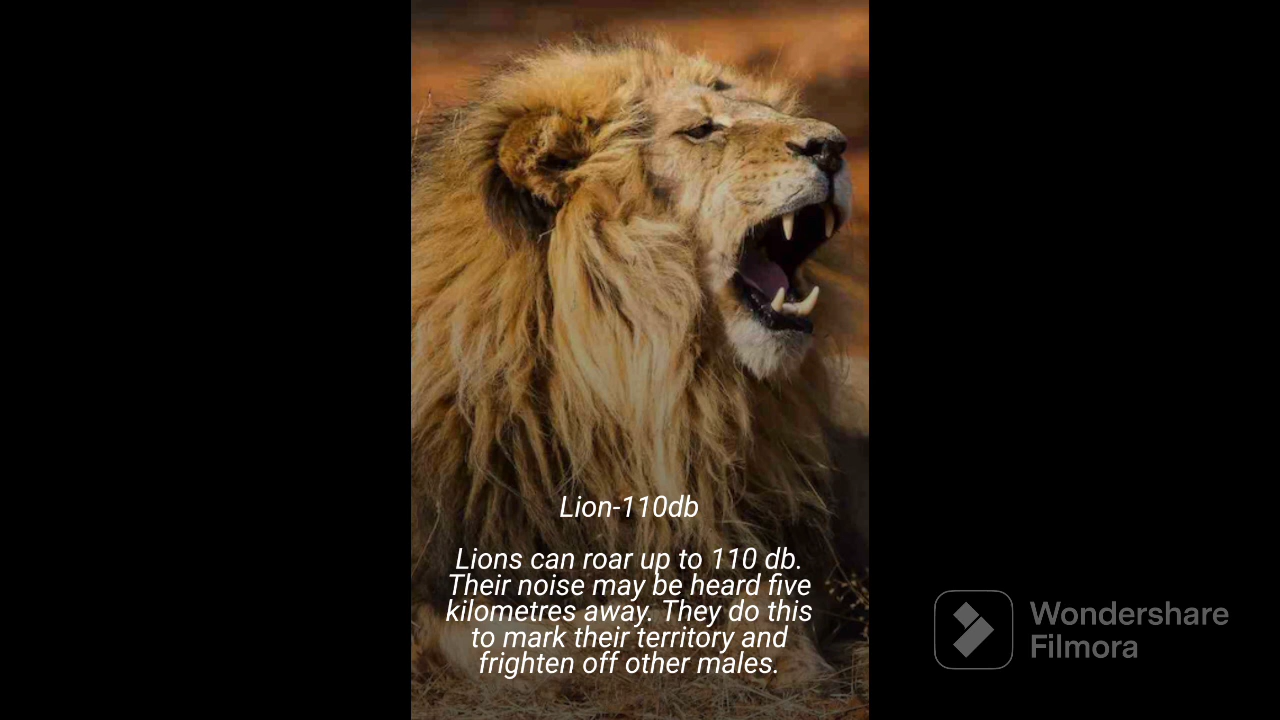 Lion-110db
Lions can roar up to 110 db.
Their noise may be heard five
kilometres away. They do this
to mark their territory and
frighten off other males.
Wondershare
Filmora